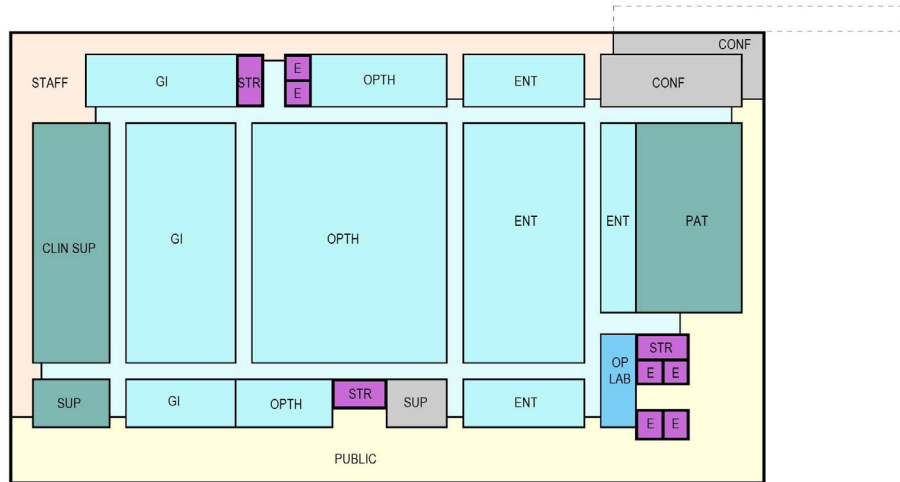 CONF
STAFF
GI
STR
E
E
OPTH
ENT
CONF
CLIN SUP
GI
OPTH
ENT
ENT
PAT
STR
E E
OP
LAB
SUP
GI
OPTH
STR
SUP
ENT
E E
PUBLIC